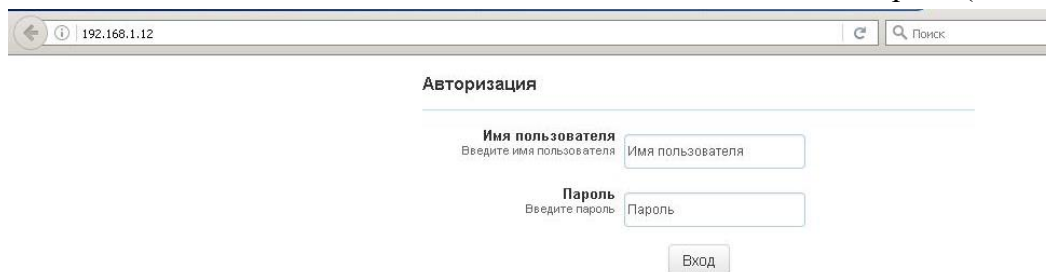 192.168.1.12
Поиск
Авторизация
Имя пользователя
Введите имя пользователя
Имя пользователя
Пароль
Введите пароль
Пароль
Вход